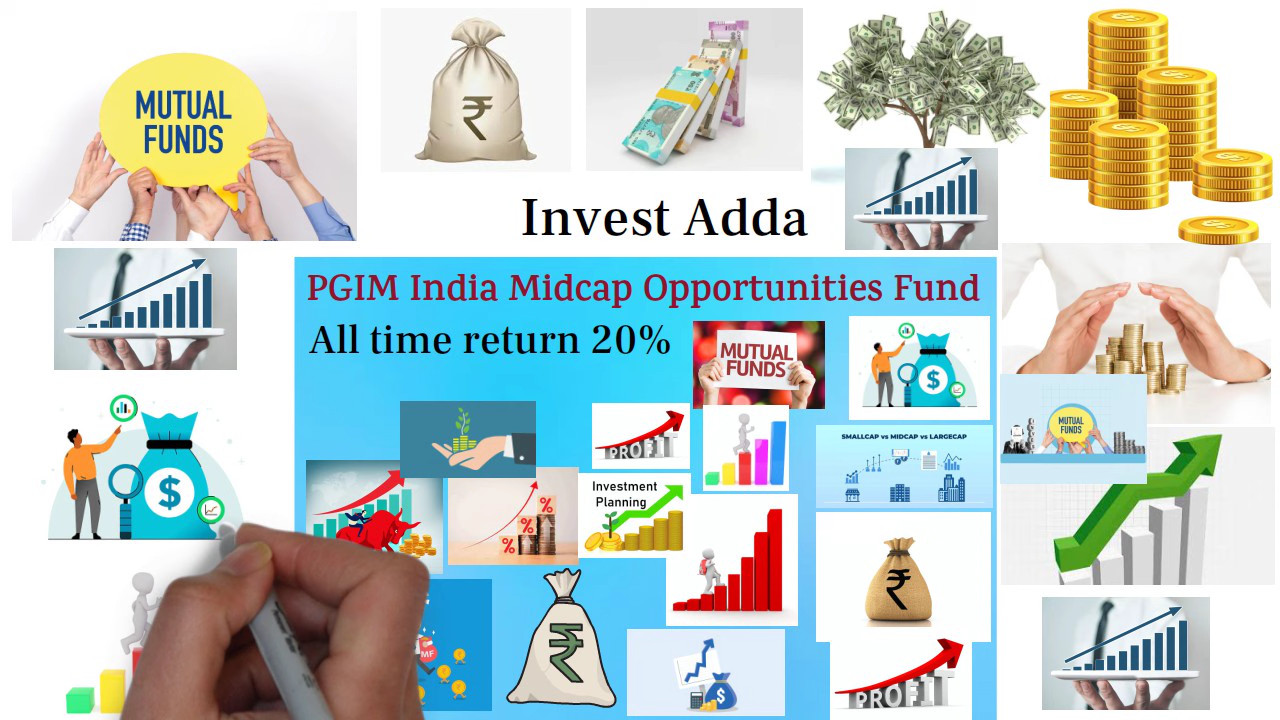 MUTUAL
FUNDS
₹
Invest Adda
PGIM India Midcap Opportunities Fund
All time return 20%
MUTUAL
FUNDS
$
MUTUAL
FUNDS
SMALLCAP vs MIDCAP vs LARGECAP
PROFIT
Investment
Planning
%
%
%
$
₹
MF
₹
$
PROFIT